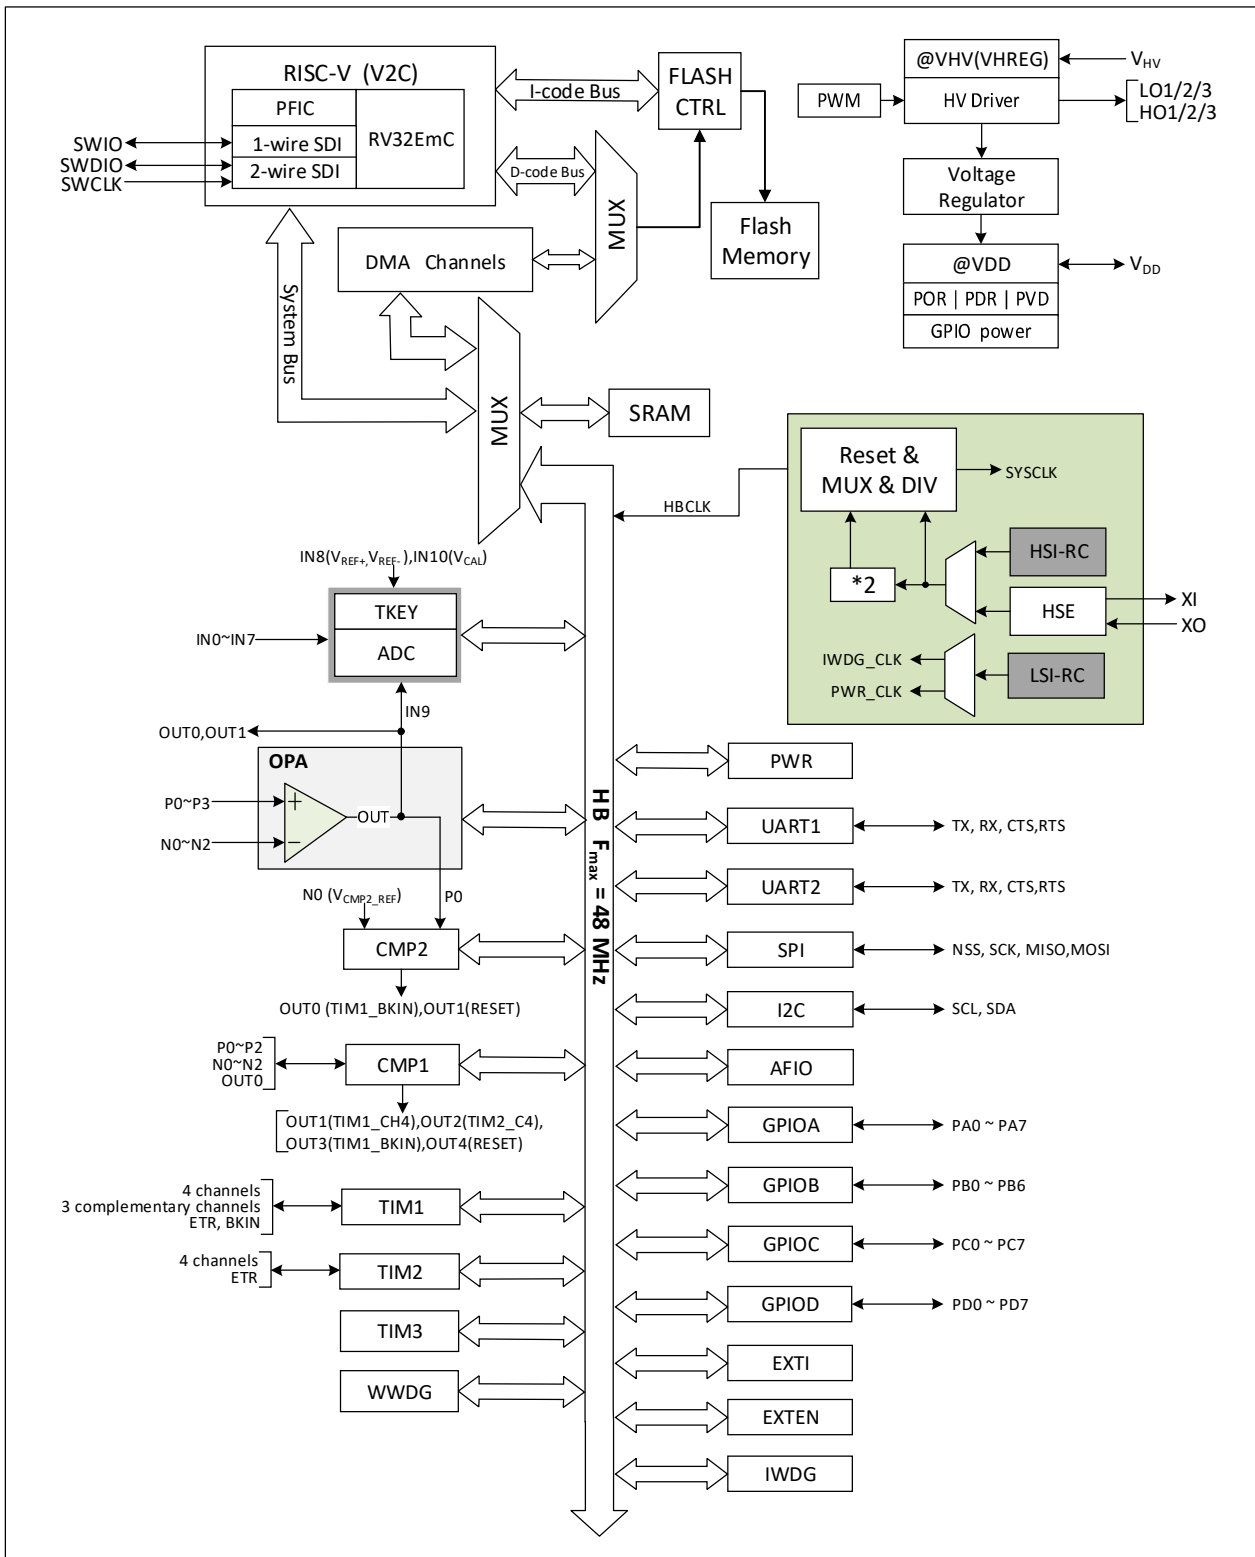 RISC-V (V2C)
PFIC
1-wire SDI
2-wire SDI
RV32EmC
SWIO
SWDIO
SWCLK
I-code Bus
D-code Bus
FLASH
CTRL
MUX
Flash
Memory
DMA Channels
System Bus
MUX
SRAM
@VHV(VHREG)
HV Driver
PWM
VHV
LO1/2/3
HO1/2/3
Voltage
Regulator
@VDD
POR | PDR | PVD
GPIO power
VDD
Reset &
MUX & DIV
SYSCLK
HBCLK
*2
HSI-RC
HSE
XI
XO
IWDG_CLK
PWR_CLK
LSI-RC
IN8(VREF+,VREF-),IN10(VCAL)
TKEY
ADC
IN0~IN7
IN9
OUT0,OUT1
OPA
P0~P3
N0~N2
+
−
OUT
N0 (VCMP2_REF)
P0
CMP2
OUT0 (TIM1_BKIN),OUT1(RESET)
P0~P2
N0~N2
OUT0
CMP1
OUT1(TIM1_CH4),OUT2(TIM2_C4),
OUT3(TIM1_BKIN),OUT4(RESET)
4 channels
3 complementary channels
ETR, BKIN
TIM1
4 channels
ETR
TIM2
TIM3
WWDG
HB Fmax = 48 MHz
PWR
UART1
TX, RX, CTS,RTS
UART2
TX, RX, CTS,RTS
SPI
NSS, SCK, MISO,MOSI
I2C
SCL, SDA
AFIO
GPIOA
PA0 ~ PA7
GPIOB
PB0 ~ PB6
GPIOC
PC0 ~ PC7
GPIOD
PD0 ~ PD7
EXTI
EXTEN
IWDG